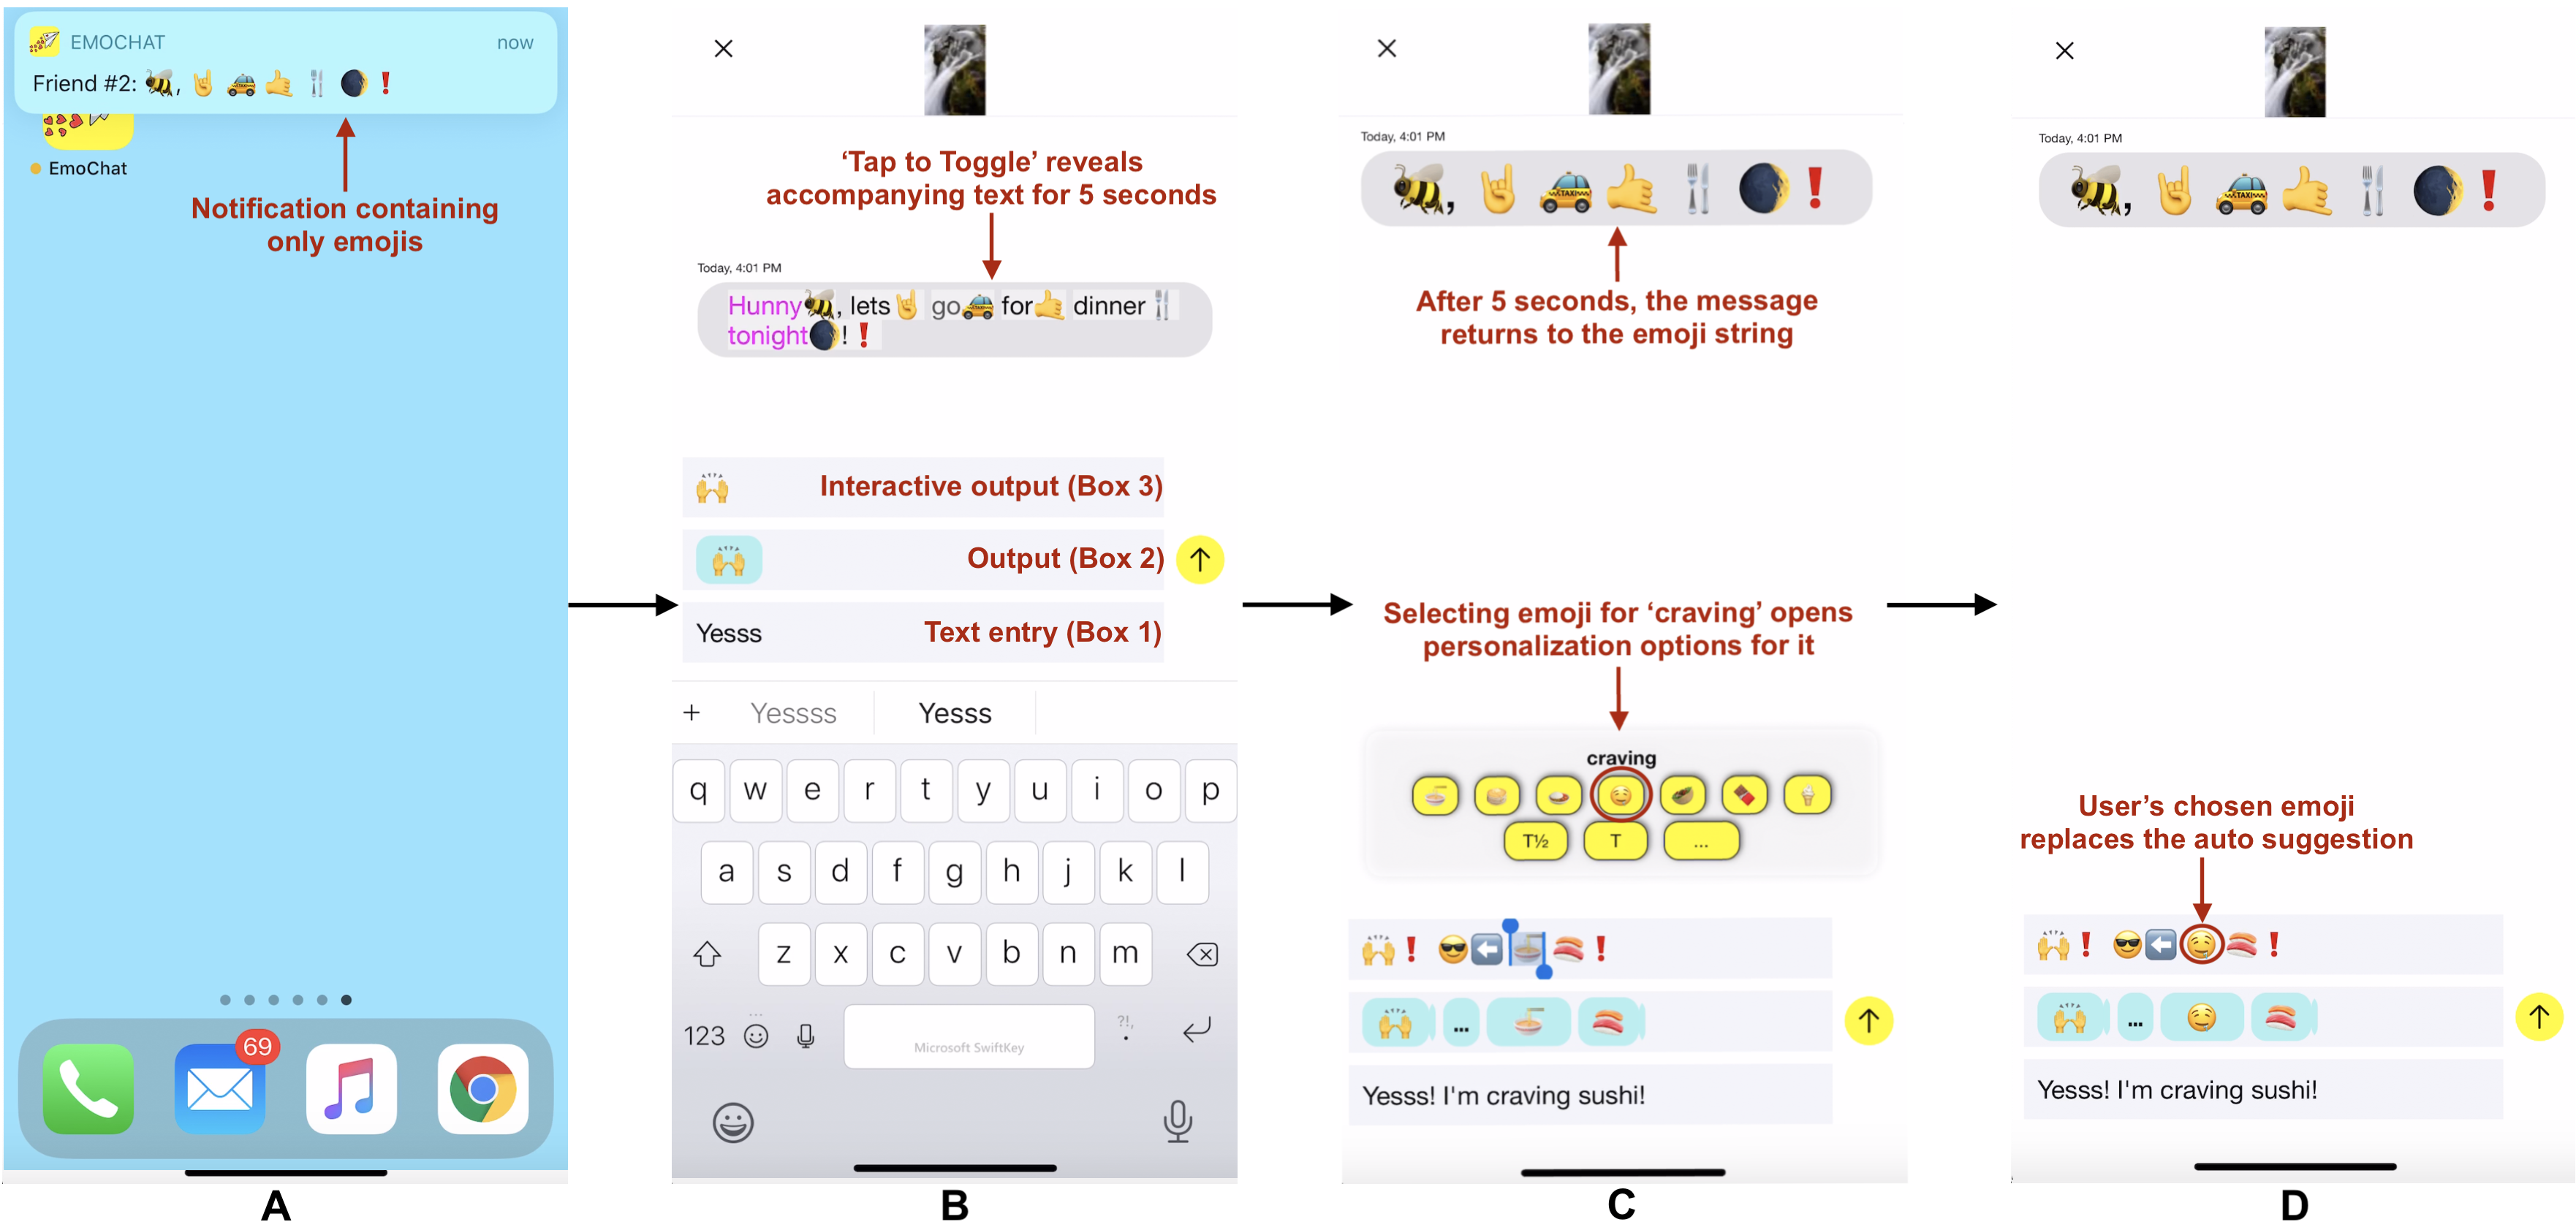 EMOCHAT now
Friend #2: 🐝, 🤘 🚕 🤙 🍴 🌒 ❗
EmoChat
Notification containing
only emojis
69
A
‘Tap to Toggle’ reveals
accompanying text for 5 seconds
Today, 4:01 PM
Hunny🐝, lets🤘 go🚕 for🤙 dinner🍴
tonight🌒! ❗
🙌 Interactive output (Box 3)
🙌 Output (Box 2) ↑
Yesss Text entry (Box 1)
+ Yessss Yesss
q w e r t y u i o p
a s d f g h j k l
z x c v b n m
123 Microsoft SwiftKey ?!, .
B
Today, 4:01 PM
🐝, 🤘 🚕 🤙 🍴 🌒 ❗
After 5 seconds, the message
returns to the emoji string
Selecting emoji for ‘craving’ opens
personalization options for it
craving
T½ T ...
🙌❗ 😎⬅️🍜🍣❗
🙌 ... 🍜 🍣 ↑
Yesss! I'm craving sushi!
C
Today, 4:01 PM
🐝, 🤘 🚕 🤙 🍴 🌒 ❗
User’s chosen emoji
replaces the auto suggestion
🙌❗ 😎⬅️🤤🍣❗
🙌 ... 🤤 🍣 ↑
Yesss! I'm craving sushi!
D